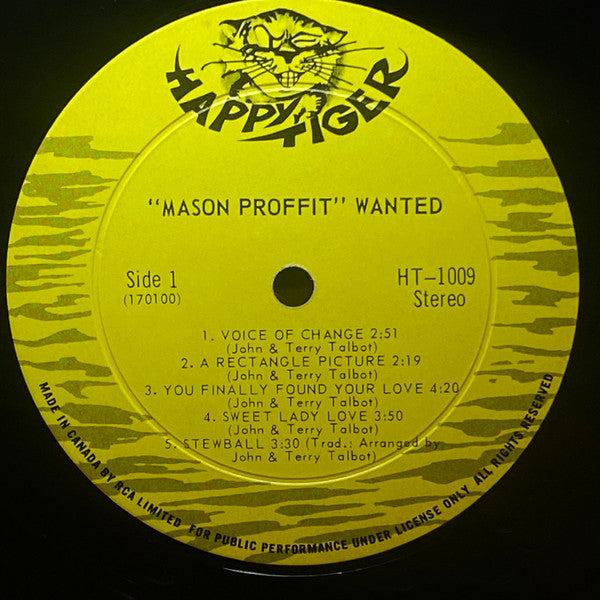 HAPPY TIGER
"MASON PROFFIT" WANTED
Side 1
(170100)
HT-1009
Stereo
1. VOICE OF CHANGE 2:51
(John & Terry Talbot)
2. A RECTANGLE PICTURE 2:19
(John & Terry Talbot)
3. YOU FINALLY FOUND YOUR LOVE 4:20
(John & Terry Talbot)
4. SWEET LADY LOVE 3:50
(John & Terry Talbot)
5. STEWBALL 3:30 (Trad.: Arranged by
John & Terry Talbot)
MADE IN CANADA BY RCA LIMITED FOR PUBLIC PERFORMANCE UNDER LICENSE ONLY ALL RIGHTS RESERVED